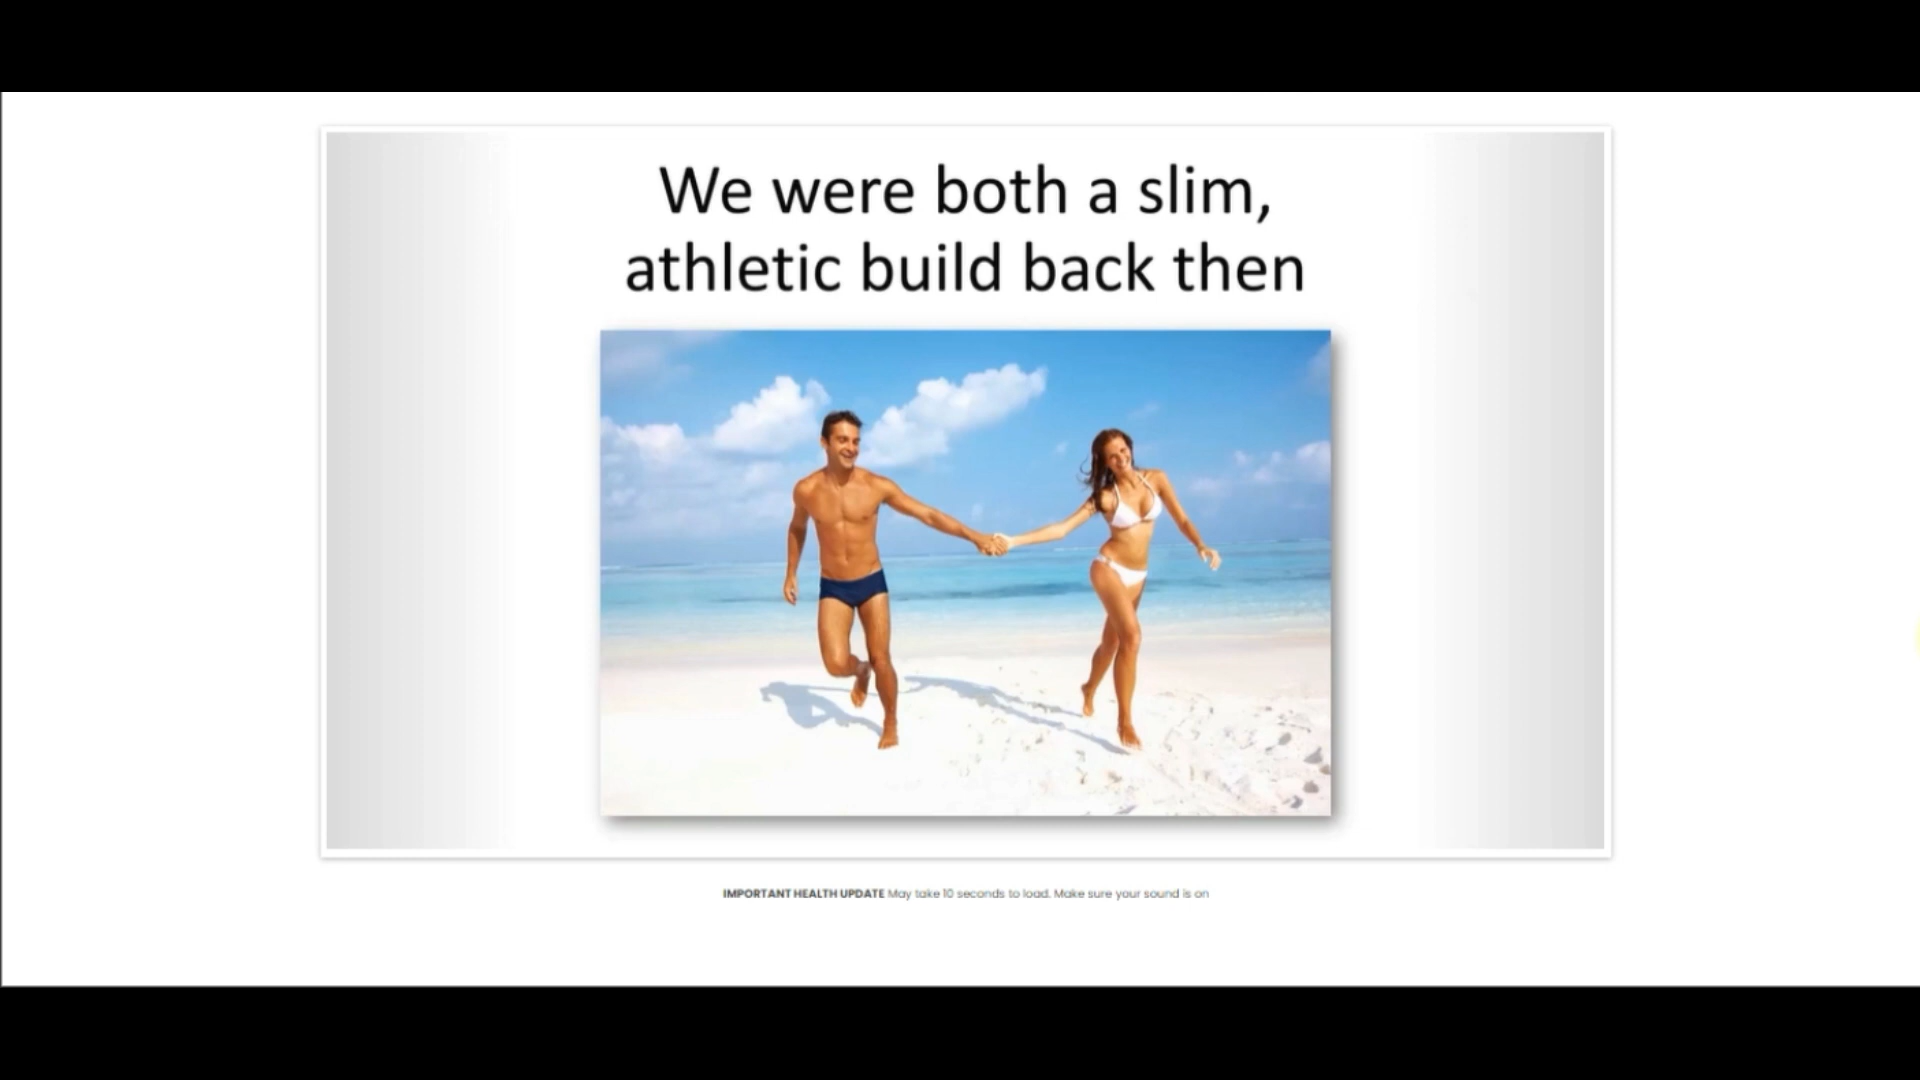 We were both a slim,
athletic build back then
IMPORTANT HEALTH UPDATE May take 10 seconds to load. Make sure your sound is on